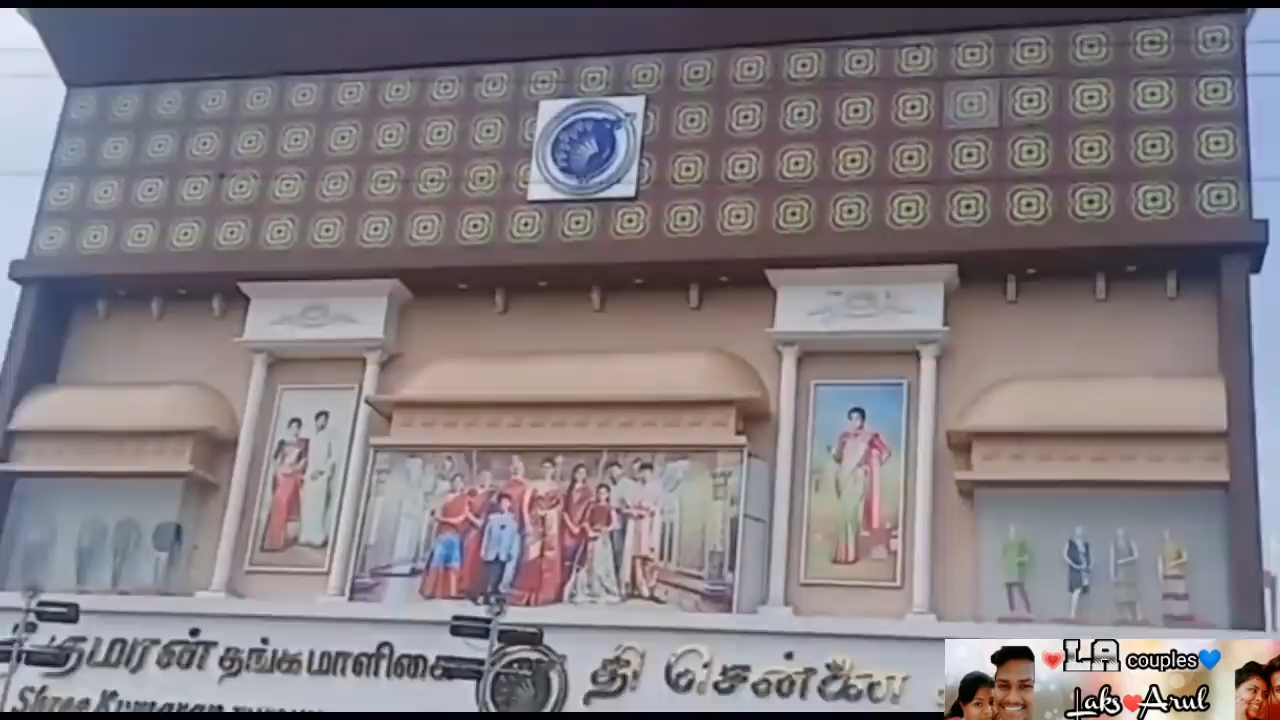 குமரன் தங்கமாளிகை
தி சென்னை
Shree Kumaran
LA couples
Laks Arul